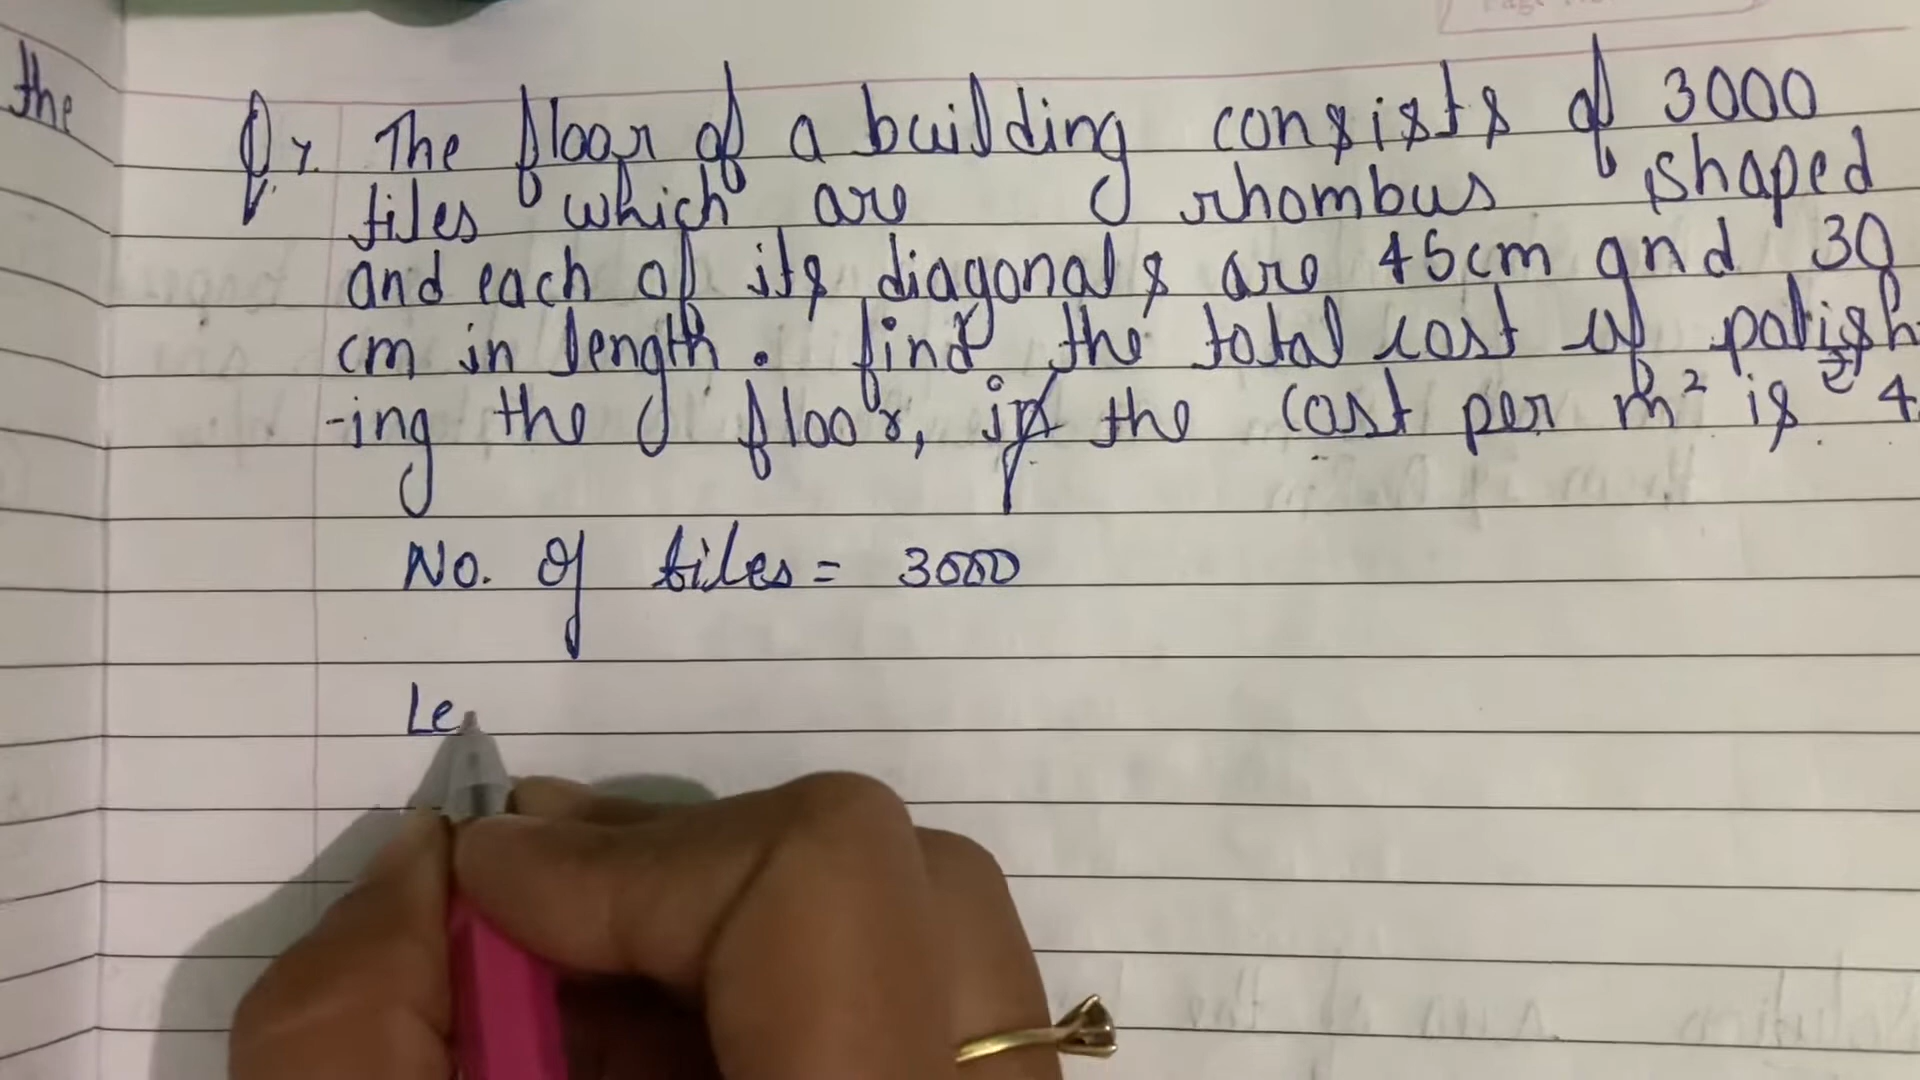 the
Q. The floor of a building consists of 3000
tiles which are rhombus shaped
and each of its diagonals are 45cm and 30
cm in length. find the total cost of polish
-ing the floor, if the cost per m² is ₹ 4
No. of tiles = 3000
Le